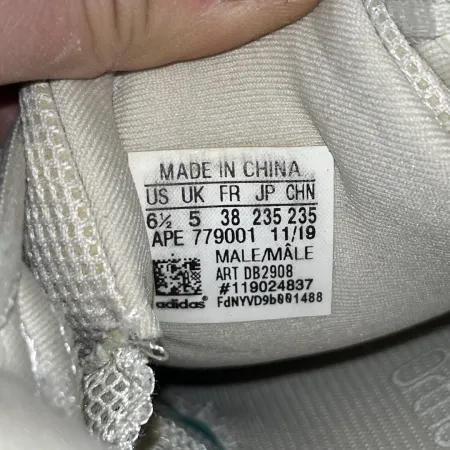 MADE IN CHINA
US UK FR JP CHN
6½ 5 38 235 235
APE 779001 11/19
MALE/MÂLE
ART DB2908
#119024837
adidas® FdNYVD9b001488